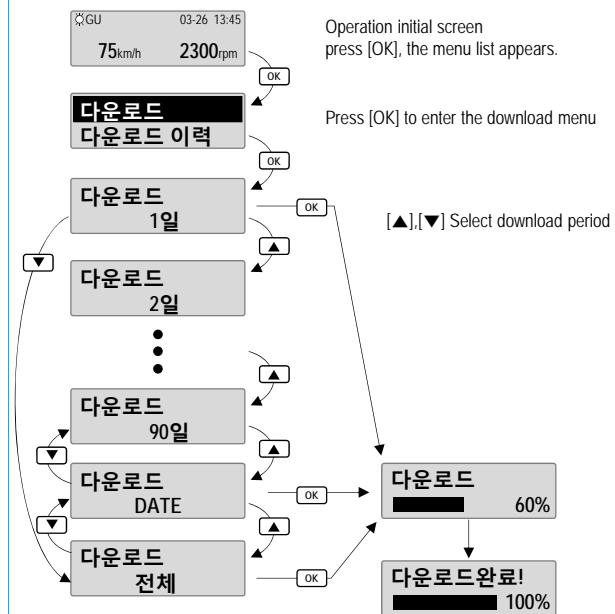 GU 03-26 13:45
75km/h 2300rpm
Operation initial screen
press [OK], the menu list appears.
OK
다운로드
다운로드 이력
Press [OK] to enter the download menu
OK
다운로드
1일
OK
[▲],[▼] Select download period
▲
▼
다운로드
2일
▲
다운로드
90일
▲
▼
다운로드
DATE
OK
다운로드
60%
▼
▲
다운로드
전체
OK
다운로드완료!
100%